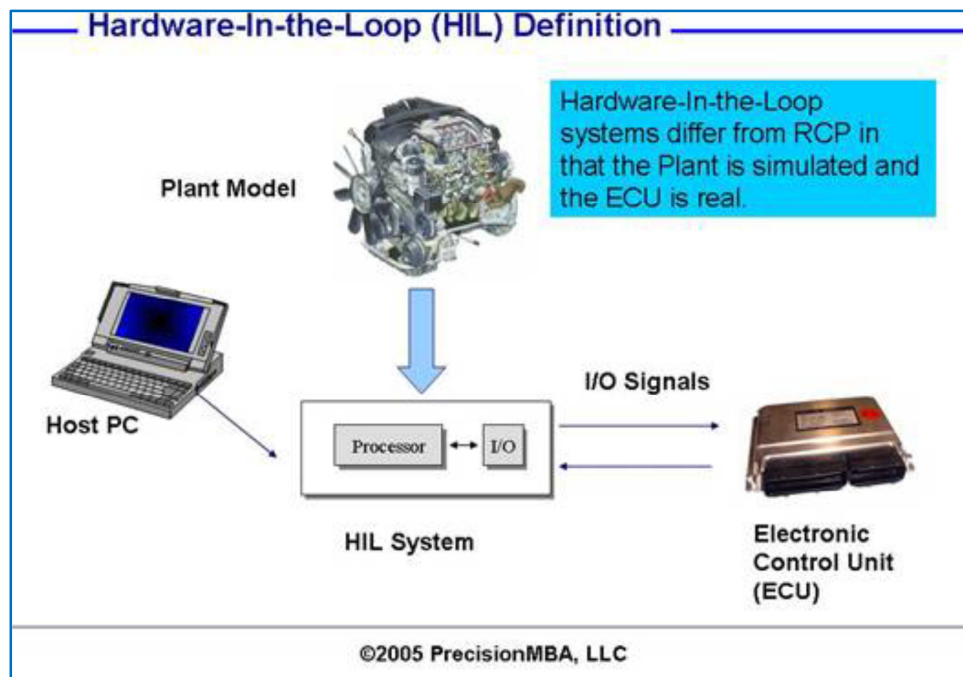 Hardware-In-the-Loop (HIL) Definition
Hardware-In-the-Loop
systems differ from RCP in
that the Plant is simulated and
the ECU is real.
Plant Model
Host PC
I/O Signals
Processor
I/O
HIL System
Electronic
Control Unit
(ECU)
©2005 PrecisionMBA, LLC